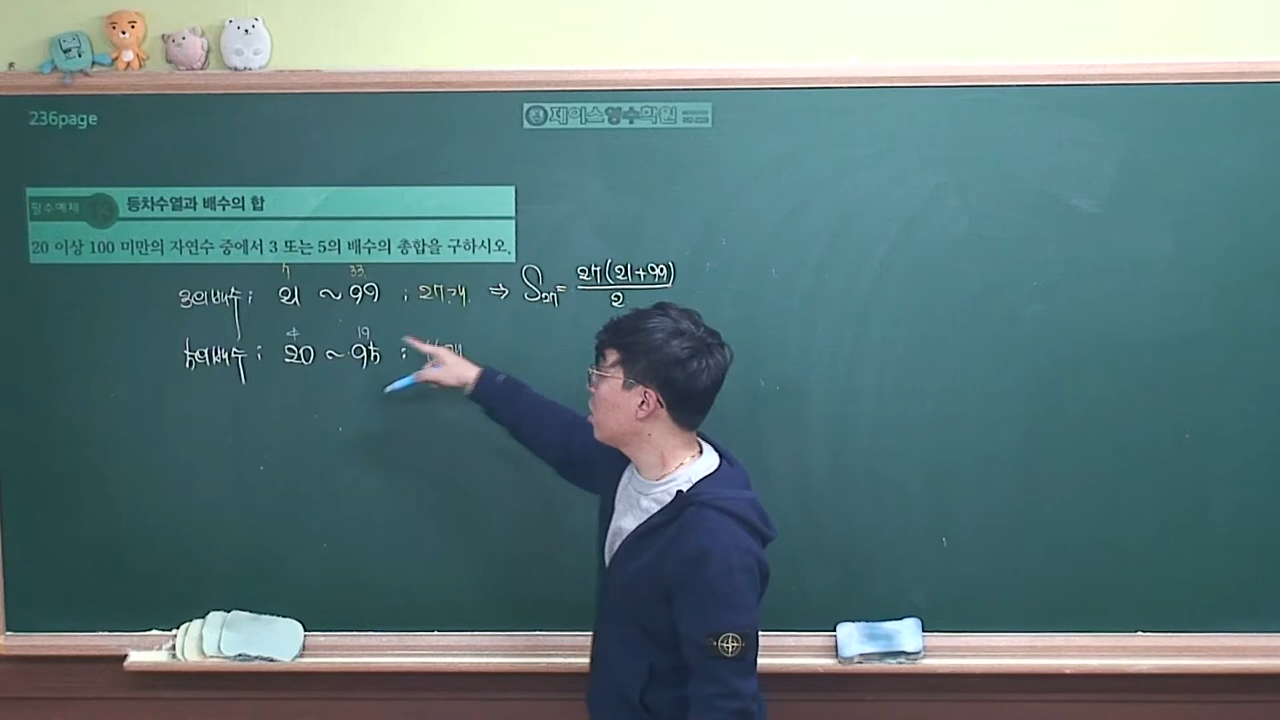 236page
제이스영수학원
필수예제
등차수열과 배수의 합
20 이상 100 미만의 자연수 중에서 3 또는 5의 배수의 총합을 구하시오.
7 33
3의배수 ; 21 ~ 99 ; 27개 ⇒ S₂₇= 27(21+99)/2
4 19
5의배수 ; 20 ~ 95 ;